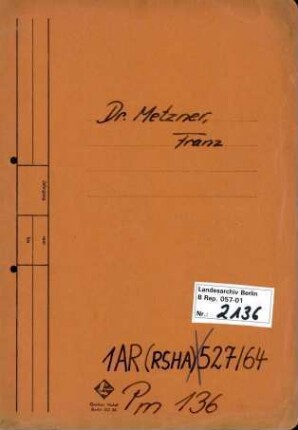 Dr. Metzner,
Franz
Landesarchiv Berlin
B Rep. 057-01
Nr.: 2136
1AR (RSHA) 527/64
Pm 136